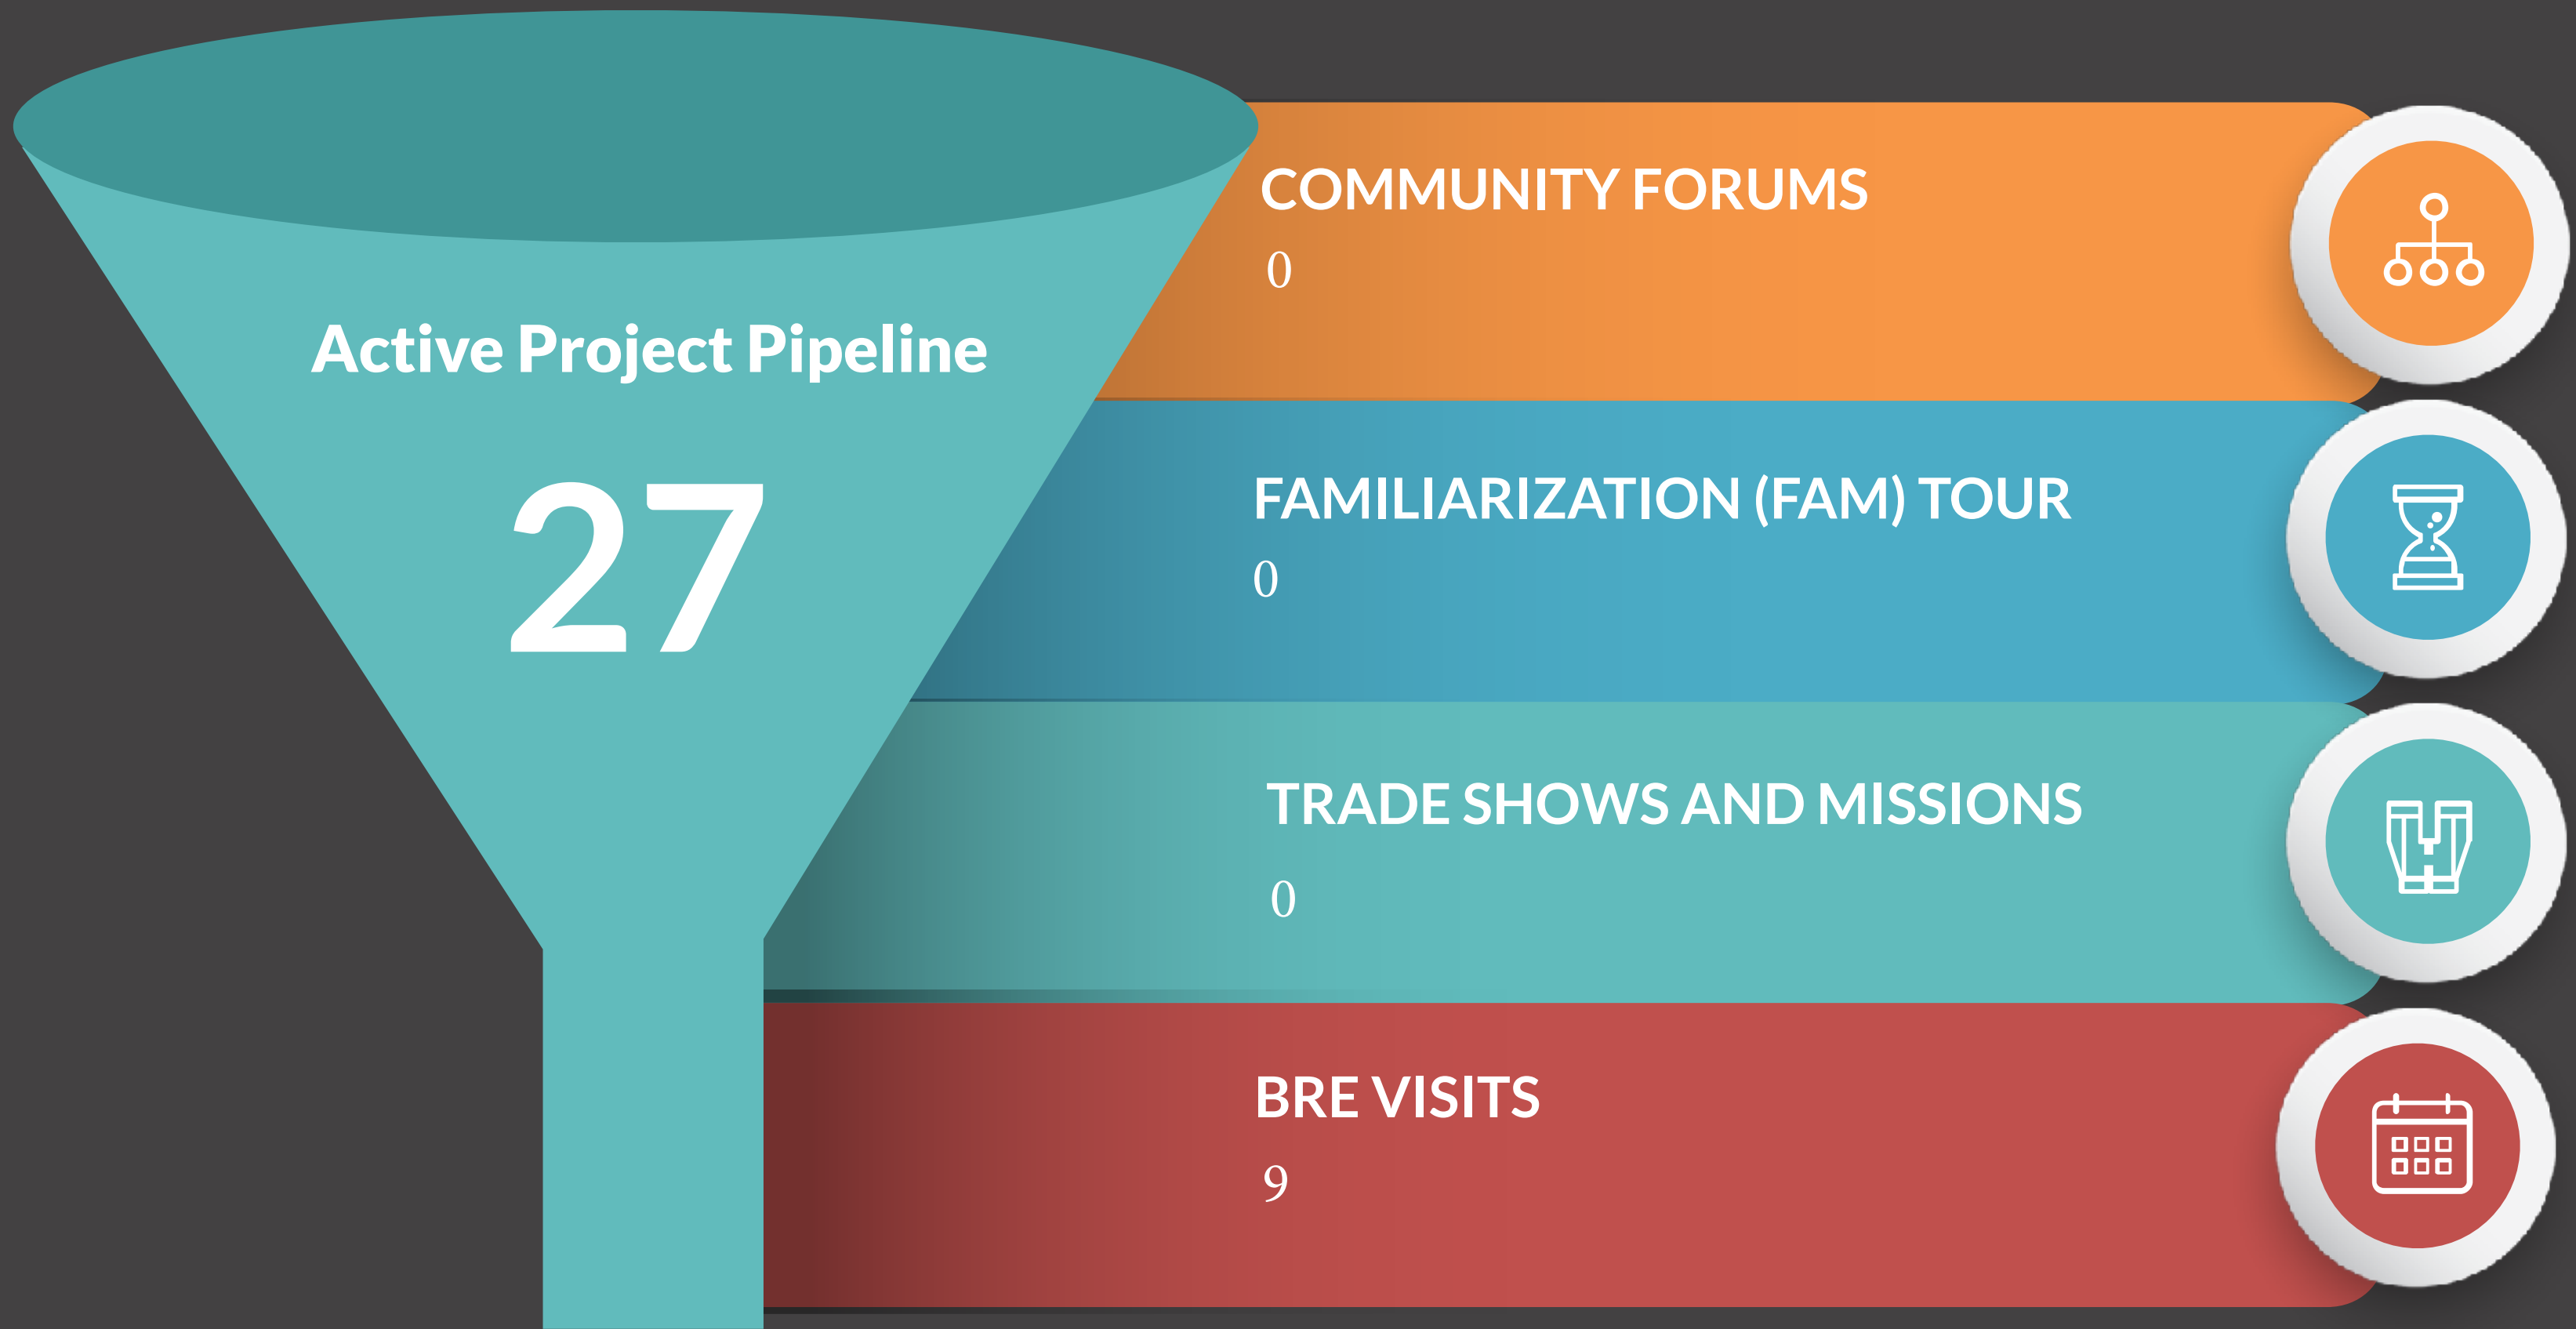 Active Project Pipeline
27
COMMUNITY FORUMS
0
FAMILIARIZATION (FAM) TOUR
0
TRADE SHOWS AND MISSIONS
0
BRE VISITS
9